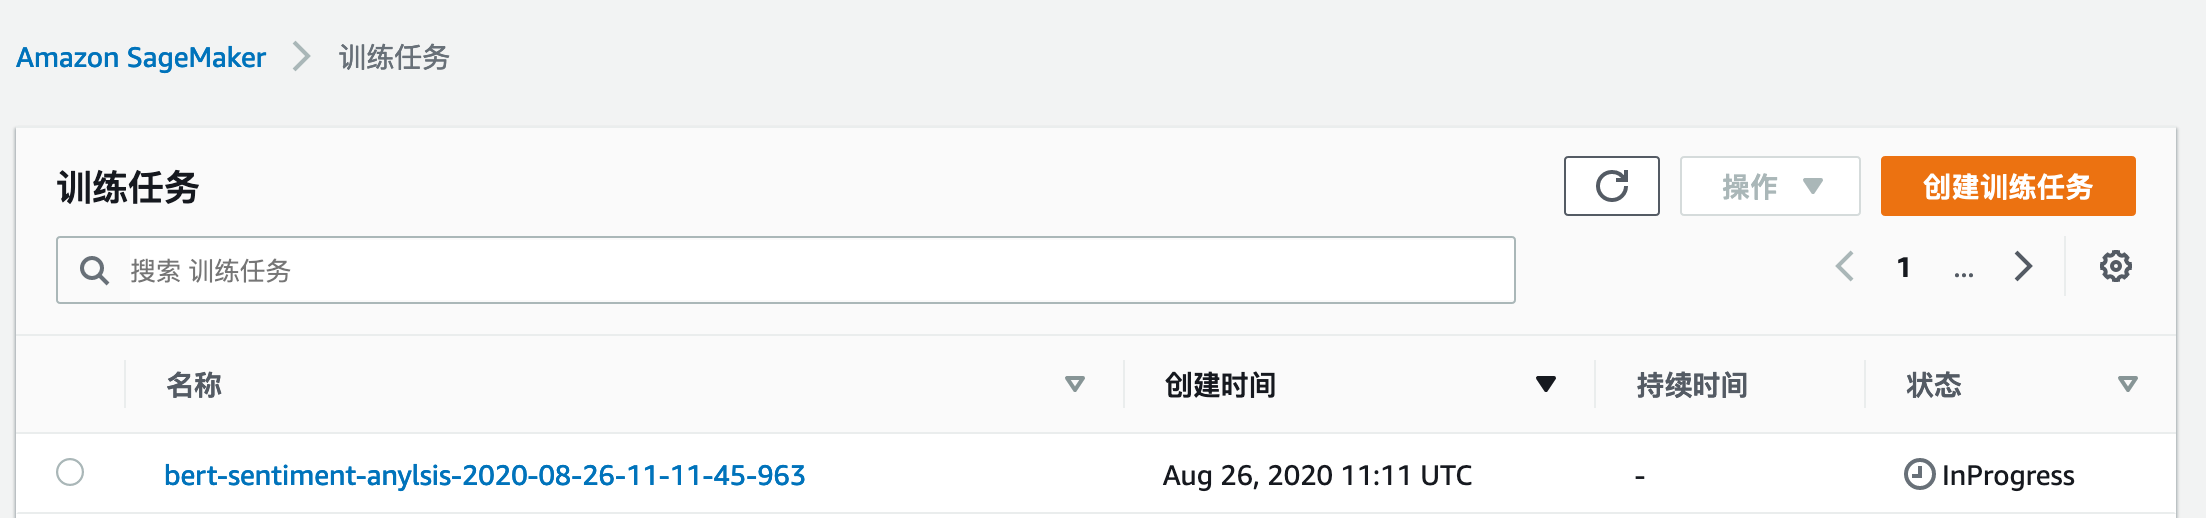 Amazon SageMaker 训练任务
训练任务
操作 创建训练任务
搜索 训练任务
1 ...
名称 创建时间 持续时间 状态
bert-sentiment-anylsis-2020-08-26-11-11-45-963 Aug 26, 2020 11:11 UTC - InProgress